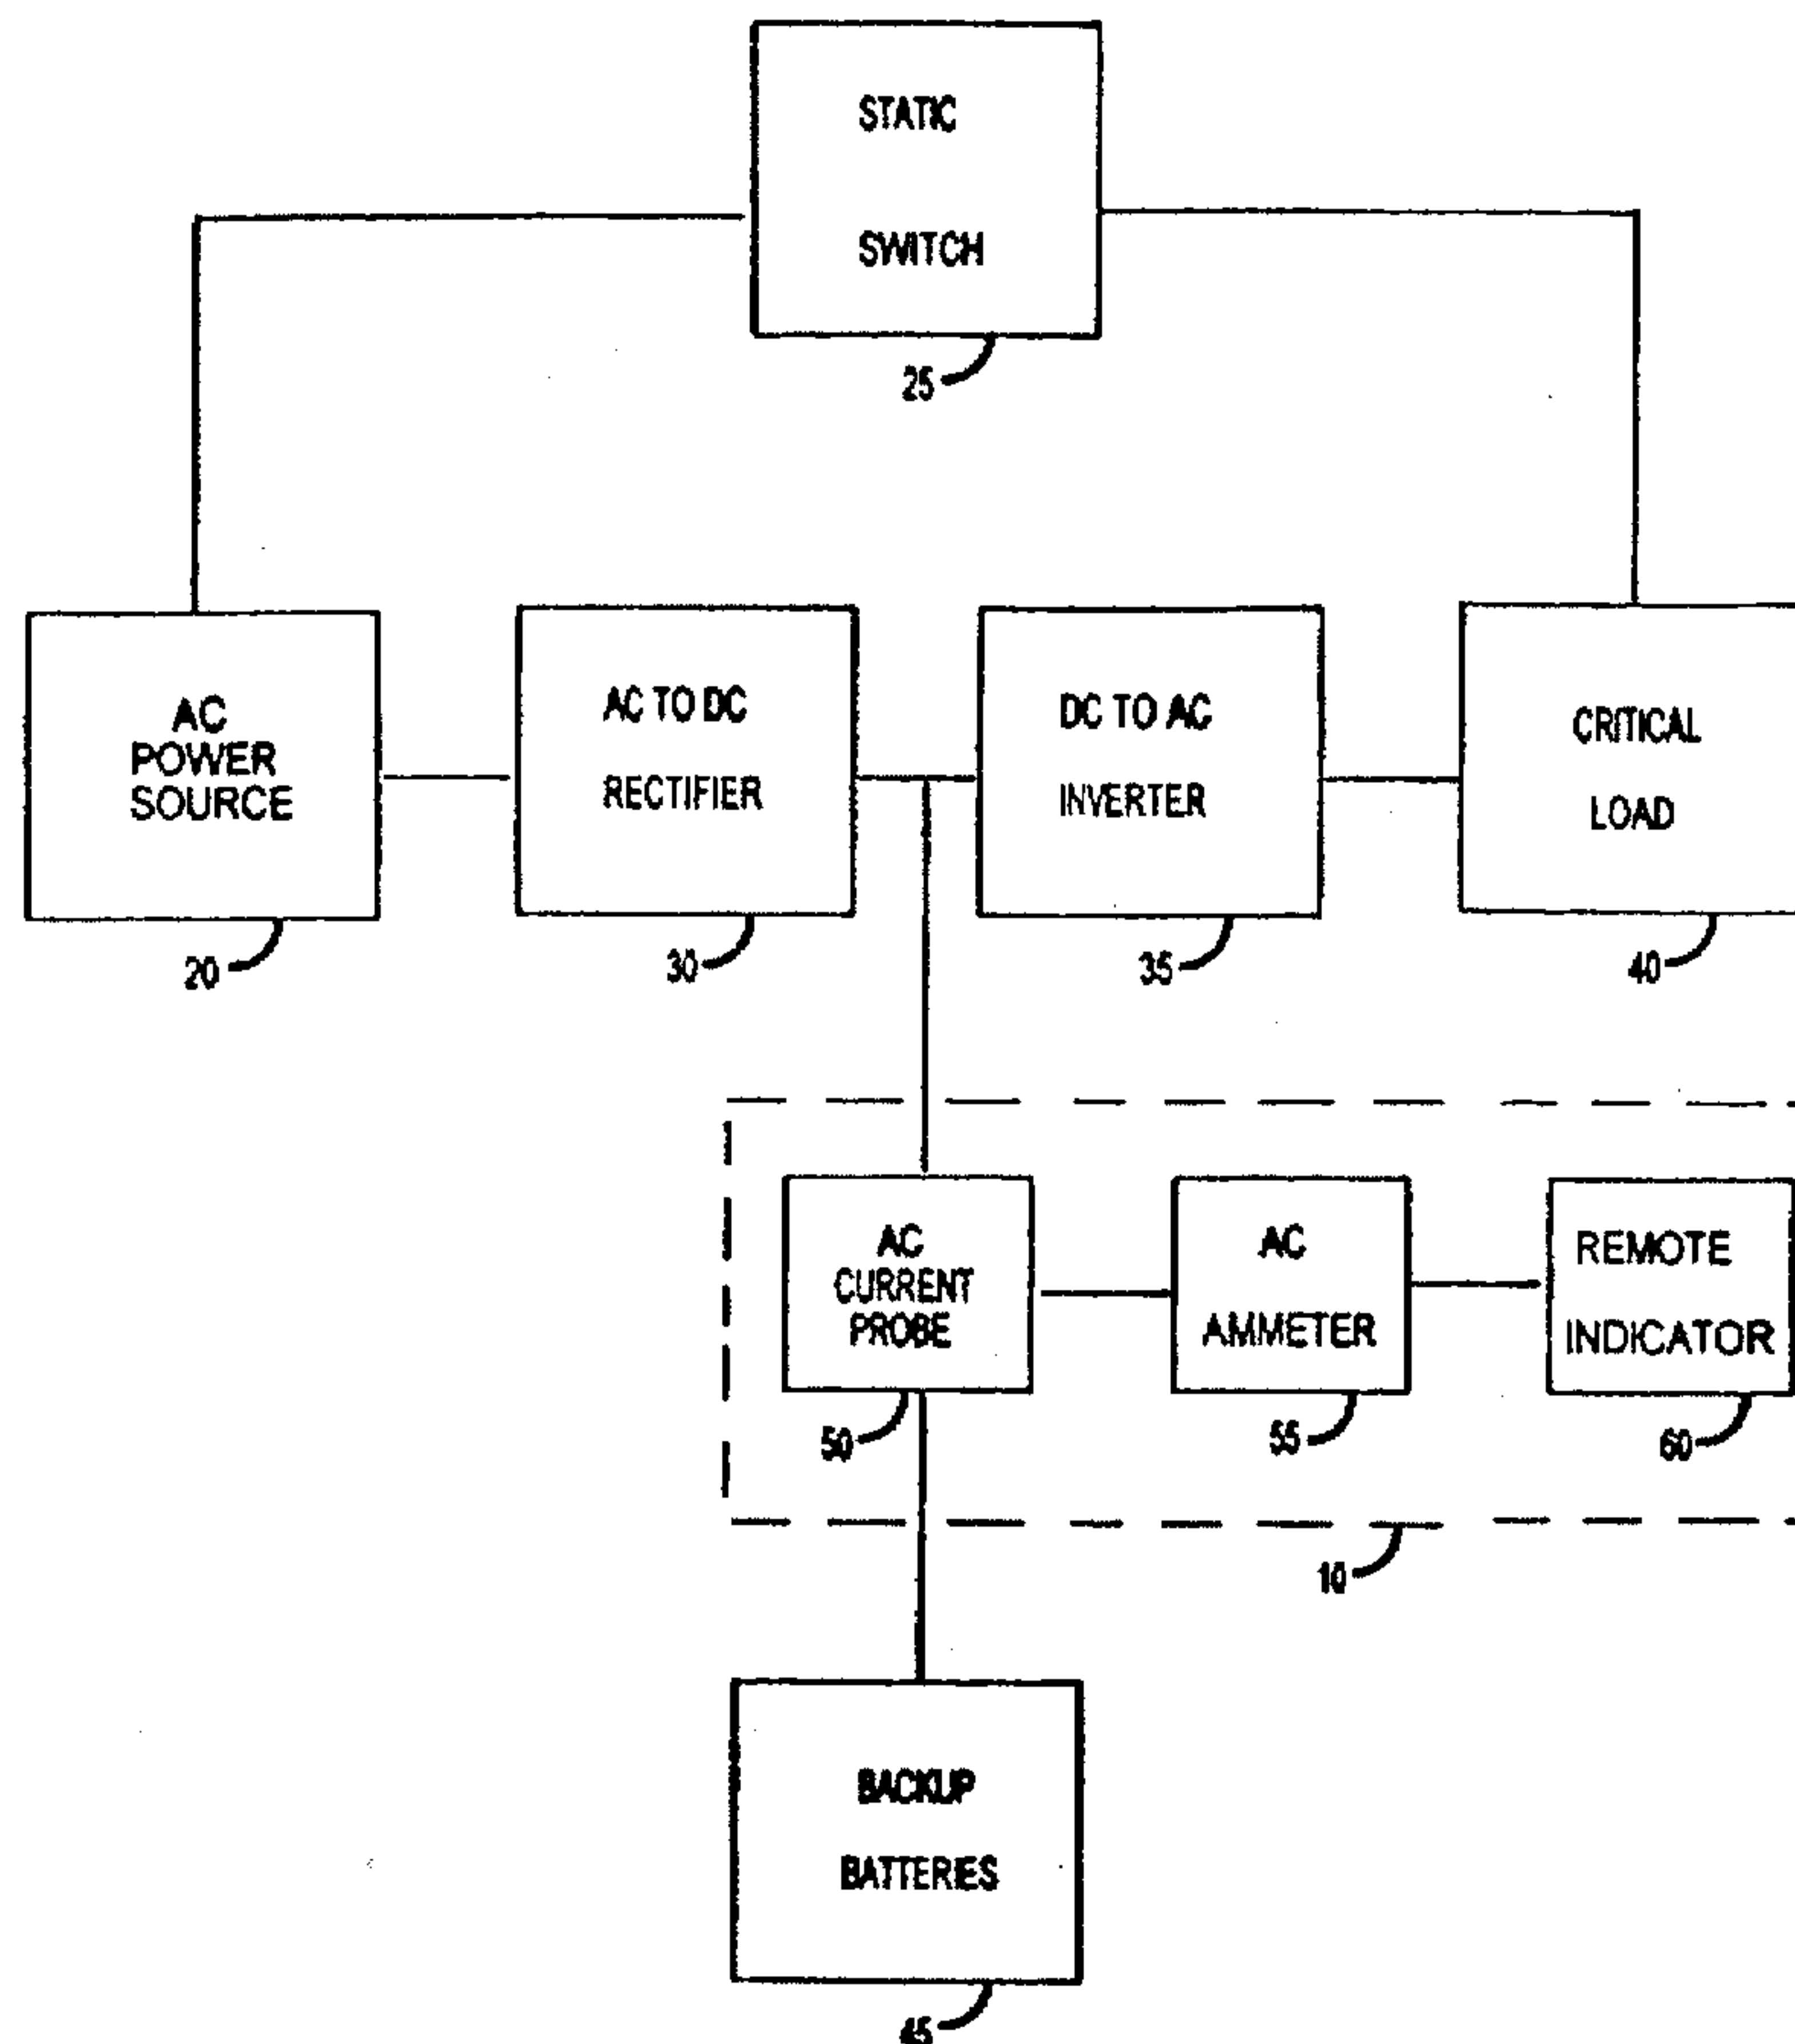 STATIC
SWITCH
25
AC
POWER
SOURCE
20
AC TO DC
RECTIFIER
30
DC TO AC
INVERTER
35
CRITICAL
LOAD
40
AC
CURRENT
PROBE
50
AC
AMMETER
55
REMOTE
INDICATOR
60
10
BACKUP
BATTERIES